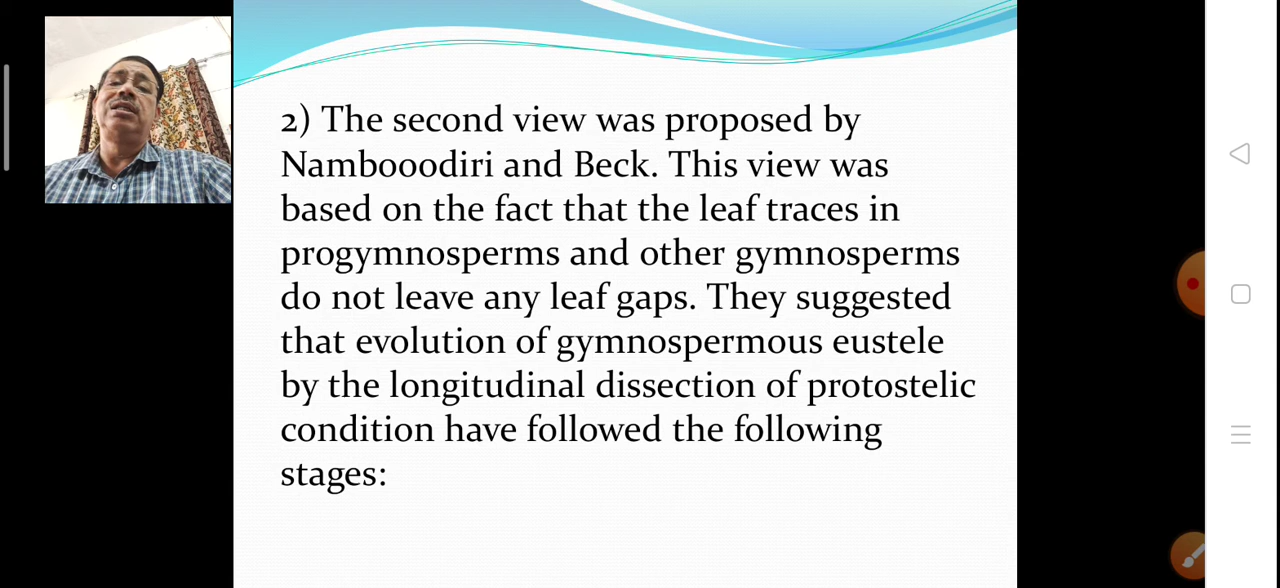 2) The second view was proposed by
Nambooodiri and Beck. This view was
based on the fact that the leaf traces in
progymnosperms and other gymnosperms
do not leave any leaf gaps. They suggested
that evolution of gymnospermous eustele
by the longitudinal dissection of protostelic
condition have followed the following
stages: